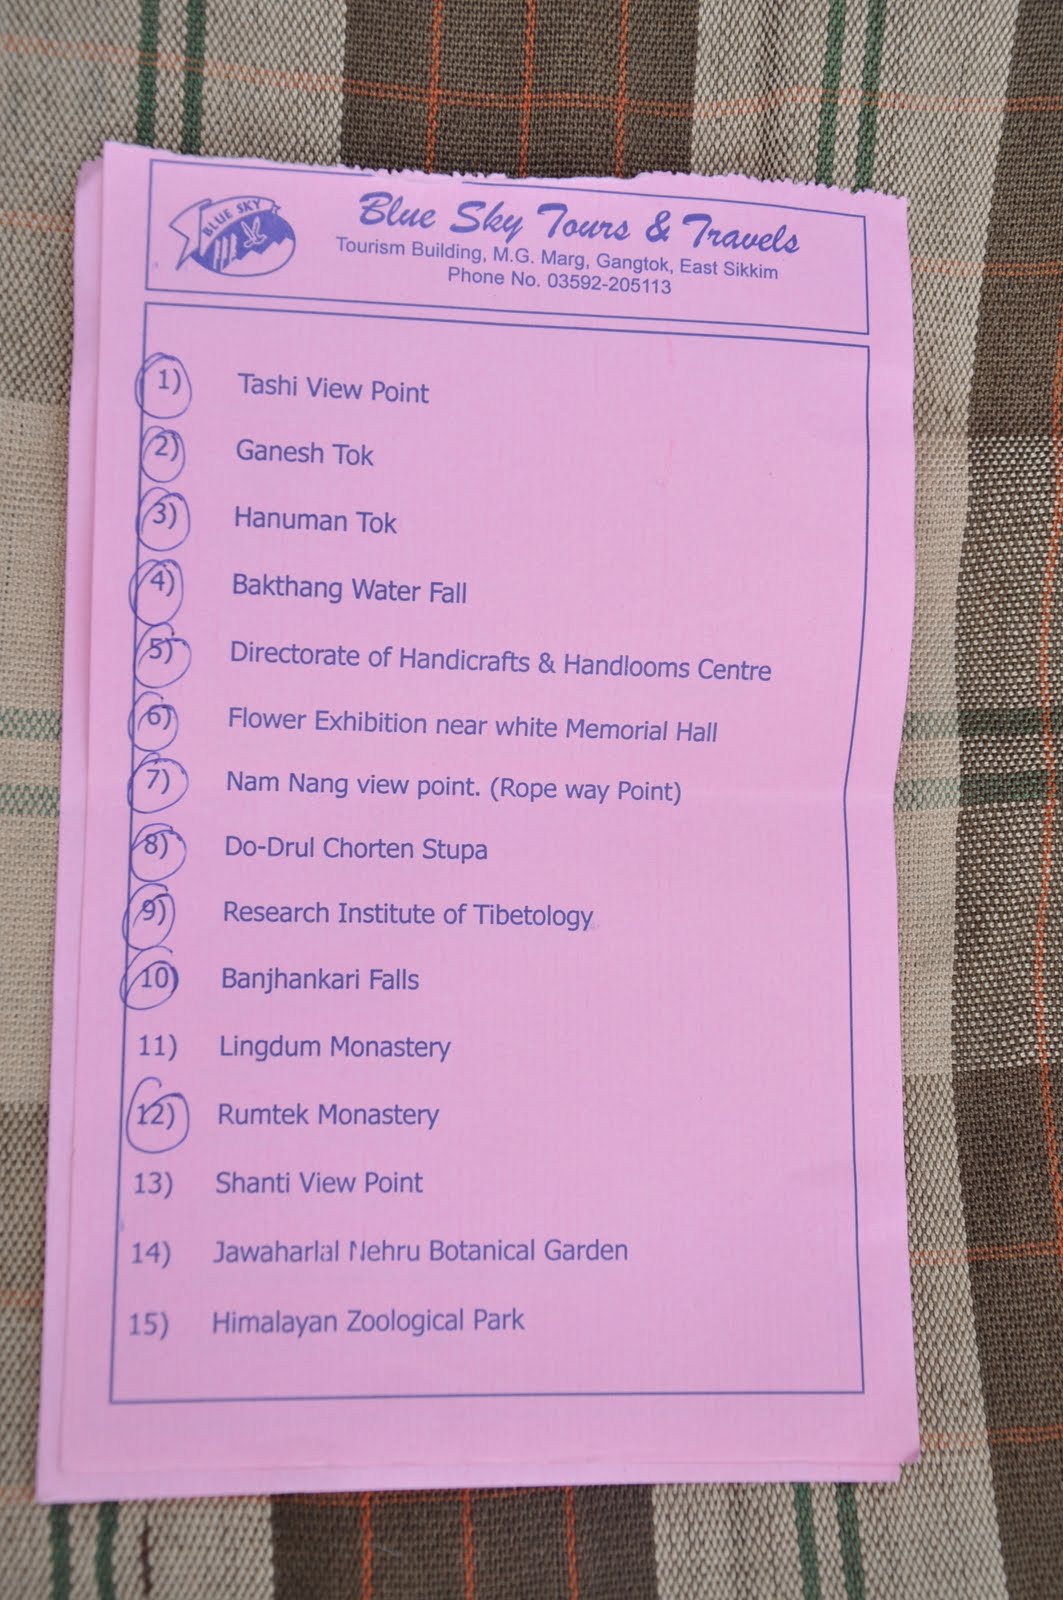 BLUE SKY
Blue Sky Tours & Travels
Tourism Building, M.G. Marg, Gangtok, East Sikkim
Phone No. 03592-205113
1) Tashi View Point
2) Ganesh Tok
3) Hanuman Tok
4) Bakthang Water Fall
5) Directorate of Handicrafts & Handlooms Centre
6) Flower Exhibition near white Memorial Hall
7) Nam Nang view point. (Rope way Point)
8) Do-Drul Chorten Stupa
9) Research Institute of Tibetology
10) Banjhankari Falls
11) Lingdum Monastery
12) Rumtek Monastery
13) Shanti View Point
14) Jawaharlal Nehru Botanical Garden
15) Himalayan Zoological Park